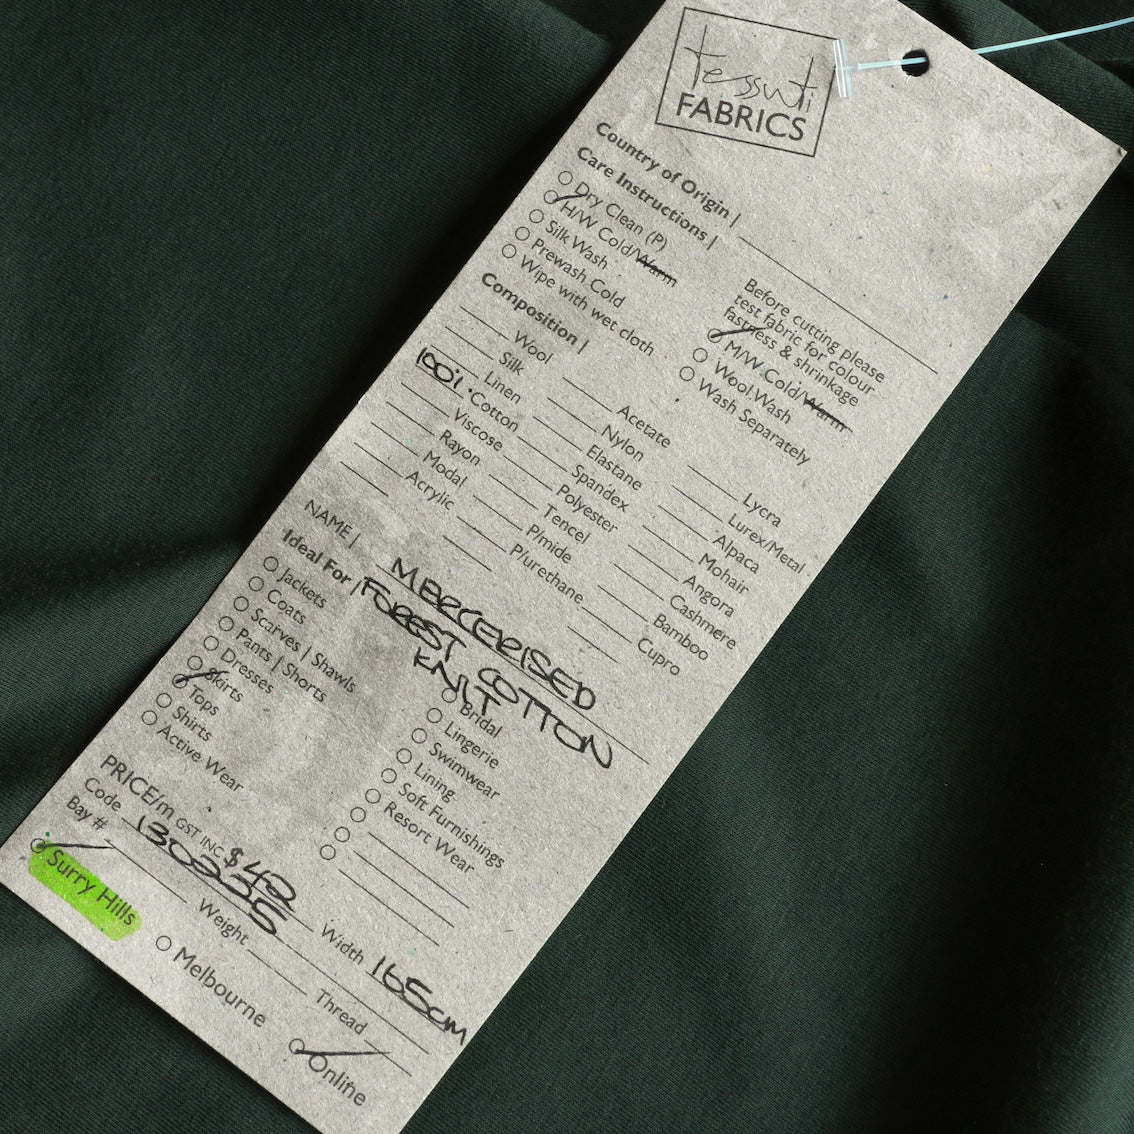 tessuti
FABRICS
Country of Origin |
Care Instructions |
Dry Clean (P)
H/W Cold/Warm
Silk Wash
Prewash Cold
Wipe with wet cloth
Before cutting please
test fabric for colour
fastness & shrinkage
M/W Cold/Warm
Wool Wash
Wash Separately
Composition |
Wool
Silk
Linen
100% Cotton
Viscose
Rayon
Modal
Acrylic
Acetate
Nylon
Elastane
Spandex
Polyester
Tencel
P/mide
P/urethane
Lycra
Lurex/Metal
Alpaca
Mohair
Angora
Cashmere
Bamboo
Cupro
NAME | MERCERISED
FOREST COTTON
KNIT
Ideal For |
Jackets
Coats
Scarves | Shawls
Pants | Shorts
Dresses
Skirts
Tops
Shirts
Active Wear
Bridal
Lingerie
Swimwear
Lining
Soft Furnishings
Resort Wear
PRICE/m GST INC $42
Code 130225
Width 165cm
Bay #
Weight
Thread
Surry Hills
Melbourne
Online